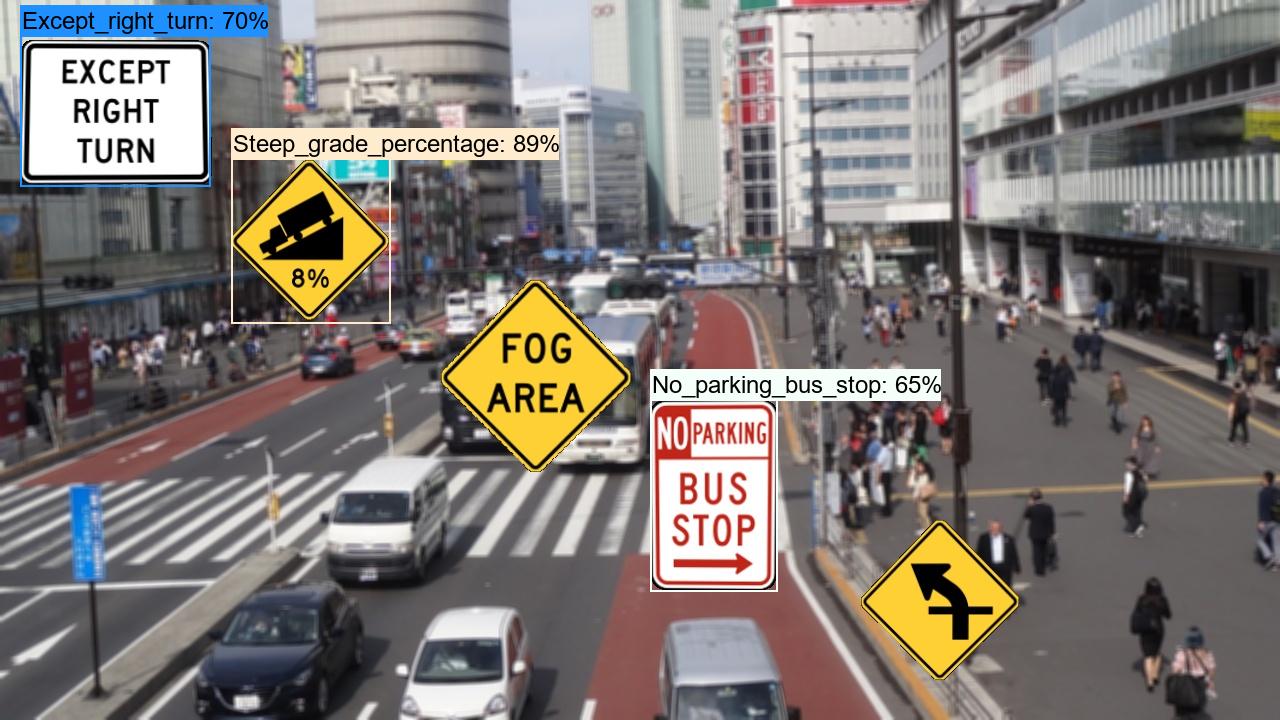 Except_right_turn: 70%
EXCEPT
RIGHT
TURN
Steep_grade_percentage: 89%
8%
FOG
AREA
No_parking_bus_stop: 65%
NO PARKING
BUS
STOP